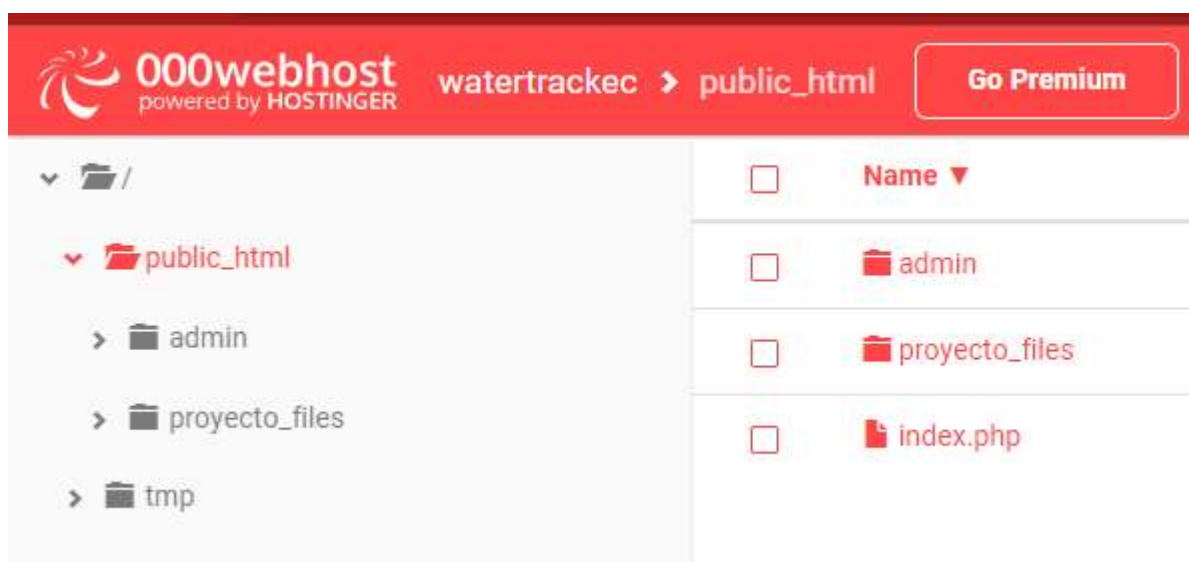 000webhost
powered by HOSTINGER
watertrackec > public_html
Go Premium
/
public_html
admin
proyecto_files
tmp
Name ▼
admin
proyecto_files
index.php